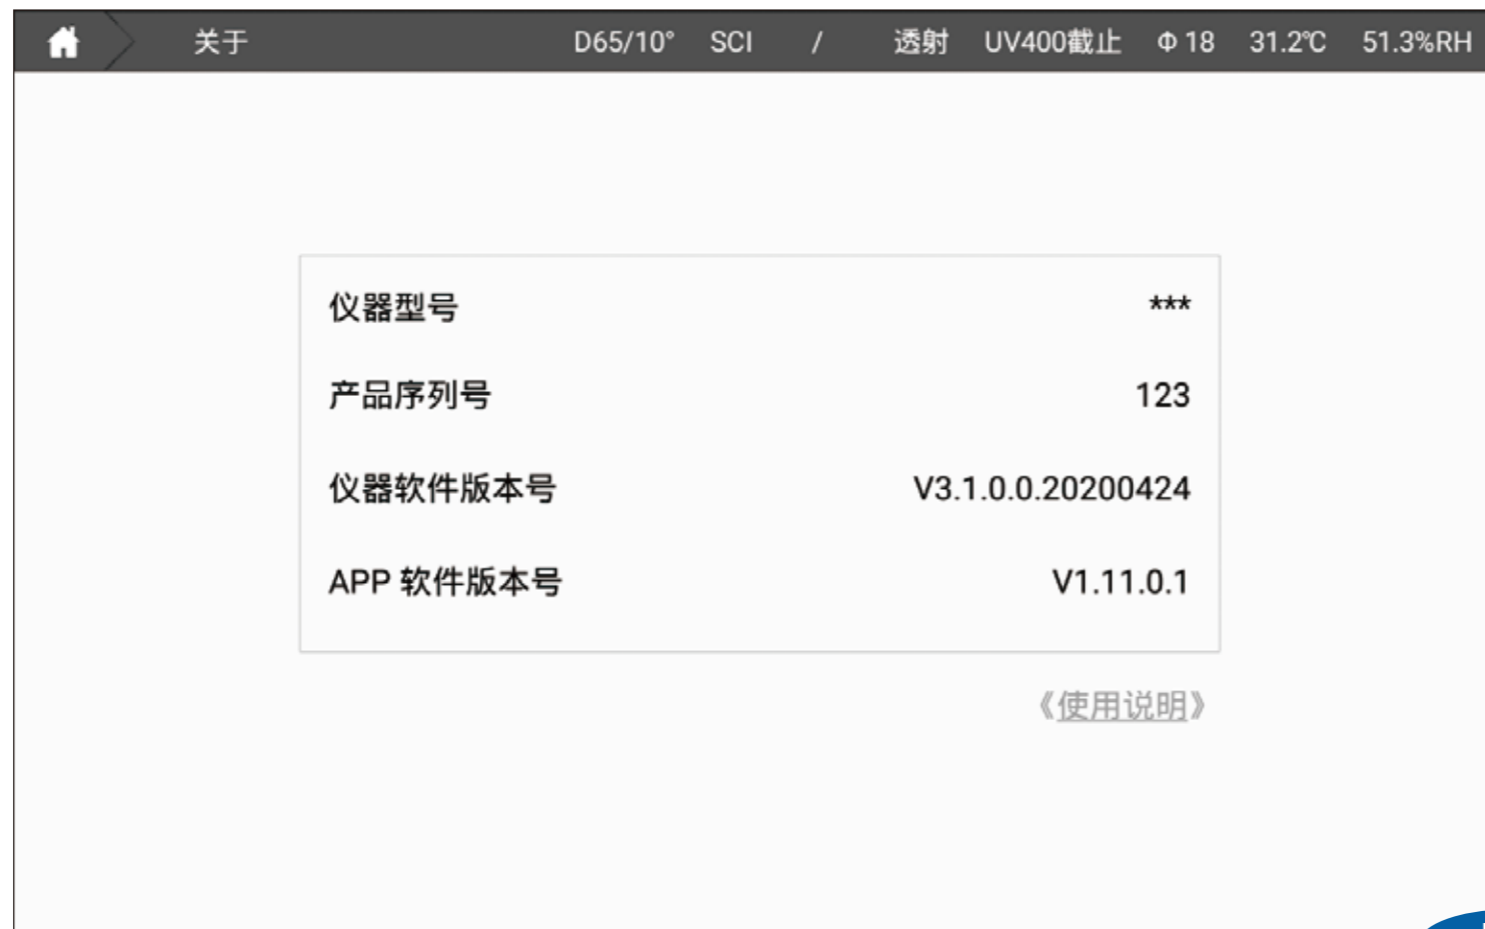 关于 D65/10° SCI / 透射 UV400截止 Φ 18 31.2℃ 51.3%RH
仪器型号 ***
产品序列号 123
仪器软件版本号 V3.1.0.0.20200424
APP 软件版本号 V1.11.0.1
《使用说明》